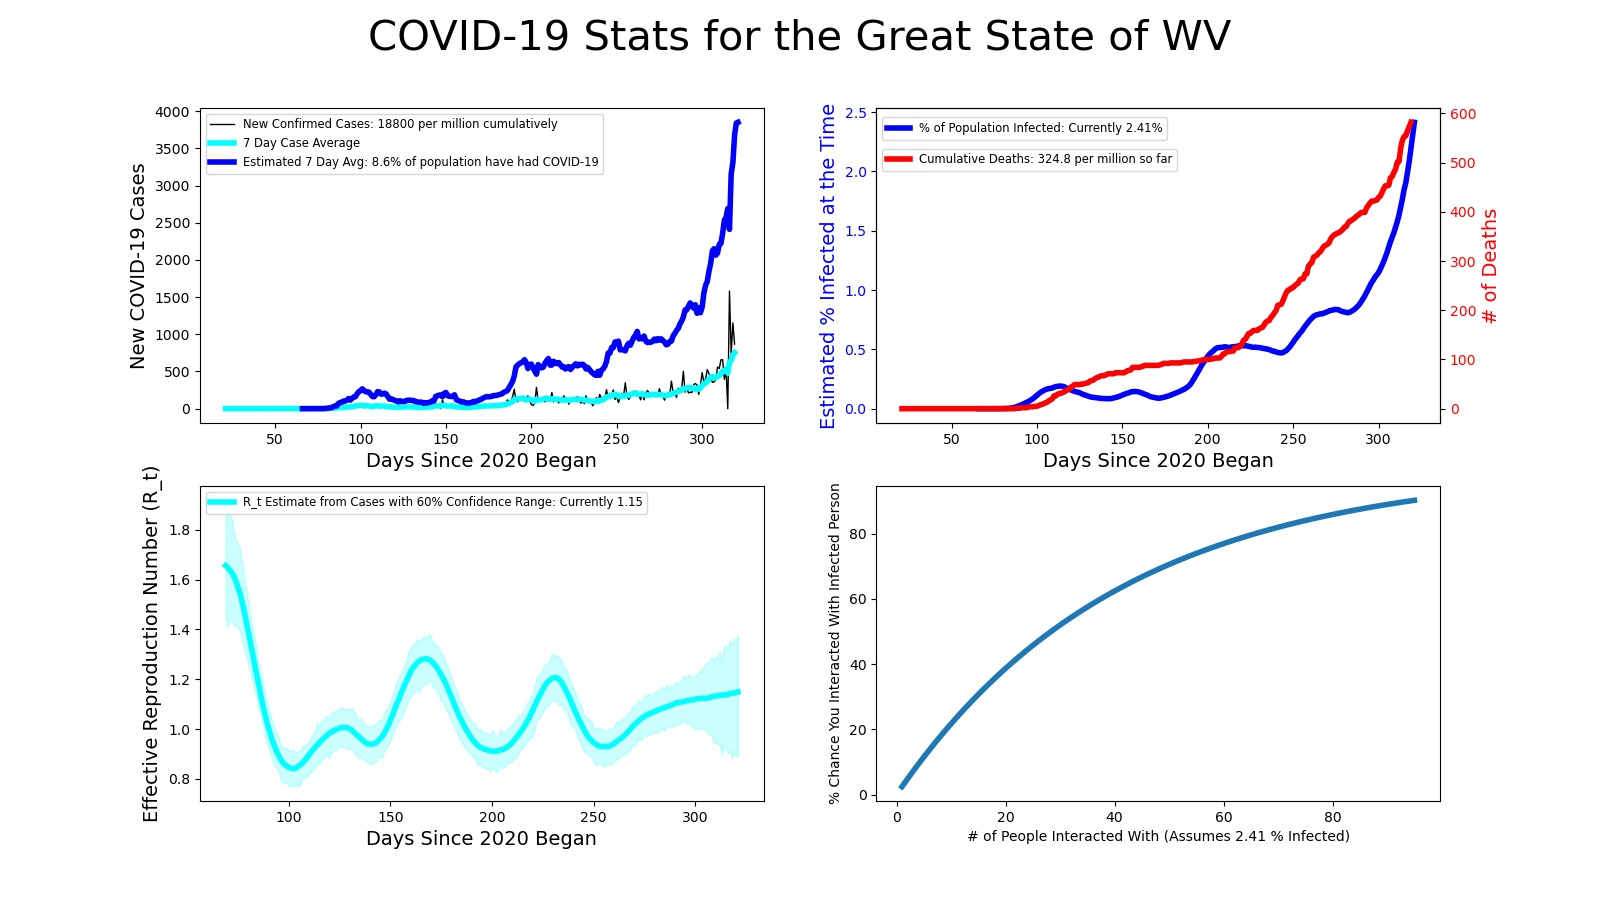 COVID-19 Stats for the Great State of WV
New COVID-19 Cases
4000
3500
3000
2500
2000
1500
1000
500
0
New Confirmed Cases: 18800 per million cumulatively
7 Day Case Average
Estimated 7 Day Avg: 8.6% of population have had COVID-19
50 100 150 200 250 300
Days Since 2020 Began
Estimated % Infected at the Time
2.5
2.0
1.5
1.0
0.5
0.0
% of Population Infected: Currently 2.41%
Cumulative Deaths: 324.8 per million so far
600
500
400
300
200
100
0
# of Deaths
50 100 150 200 250 300
Days Since 2020 Began
Effective Reproduction Number (R_t)
1.8
1.6
1.4
1.2
1.0
0.8
R_t Estimate from Cases with 60% Confidence Range: Currently 1.15
100 150 200 250 300
Days Since 2020 Began
% Chance You Interacted With Infected Person
80
60
40
20
0
0 20 40 60 80
# of People Interacted With (Assumes 2.41 % Infected)